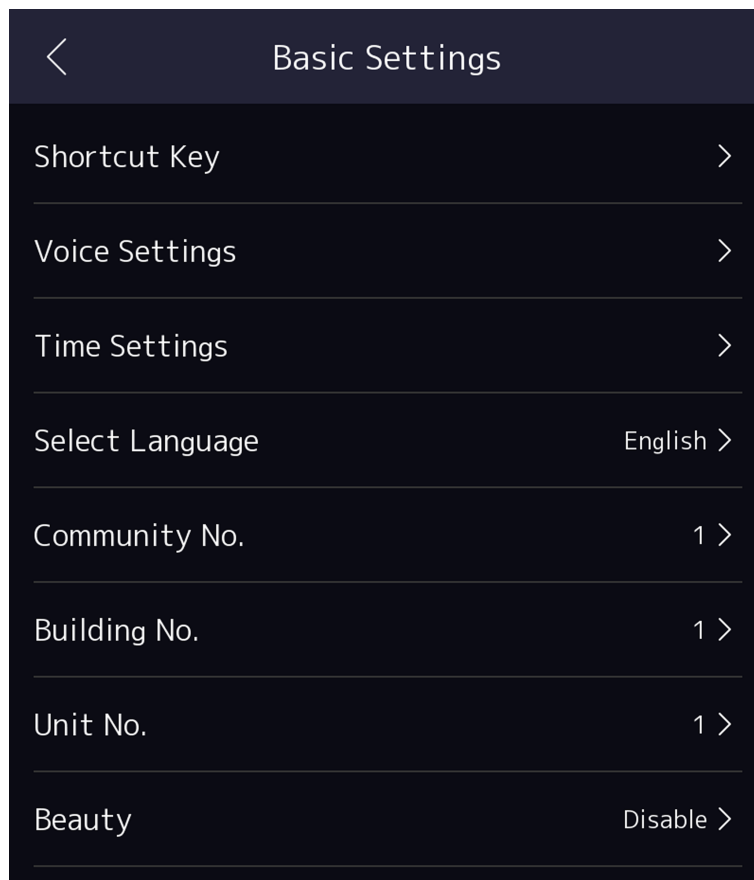 Basic Settings
Shortcut Key
Voice Settings
Time Settings
Select Language English
Community No. 1
Building No. 1
Unit No. 1
Beauty Disable